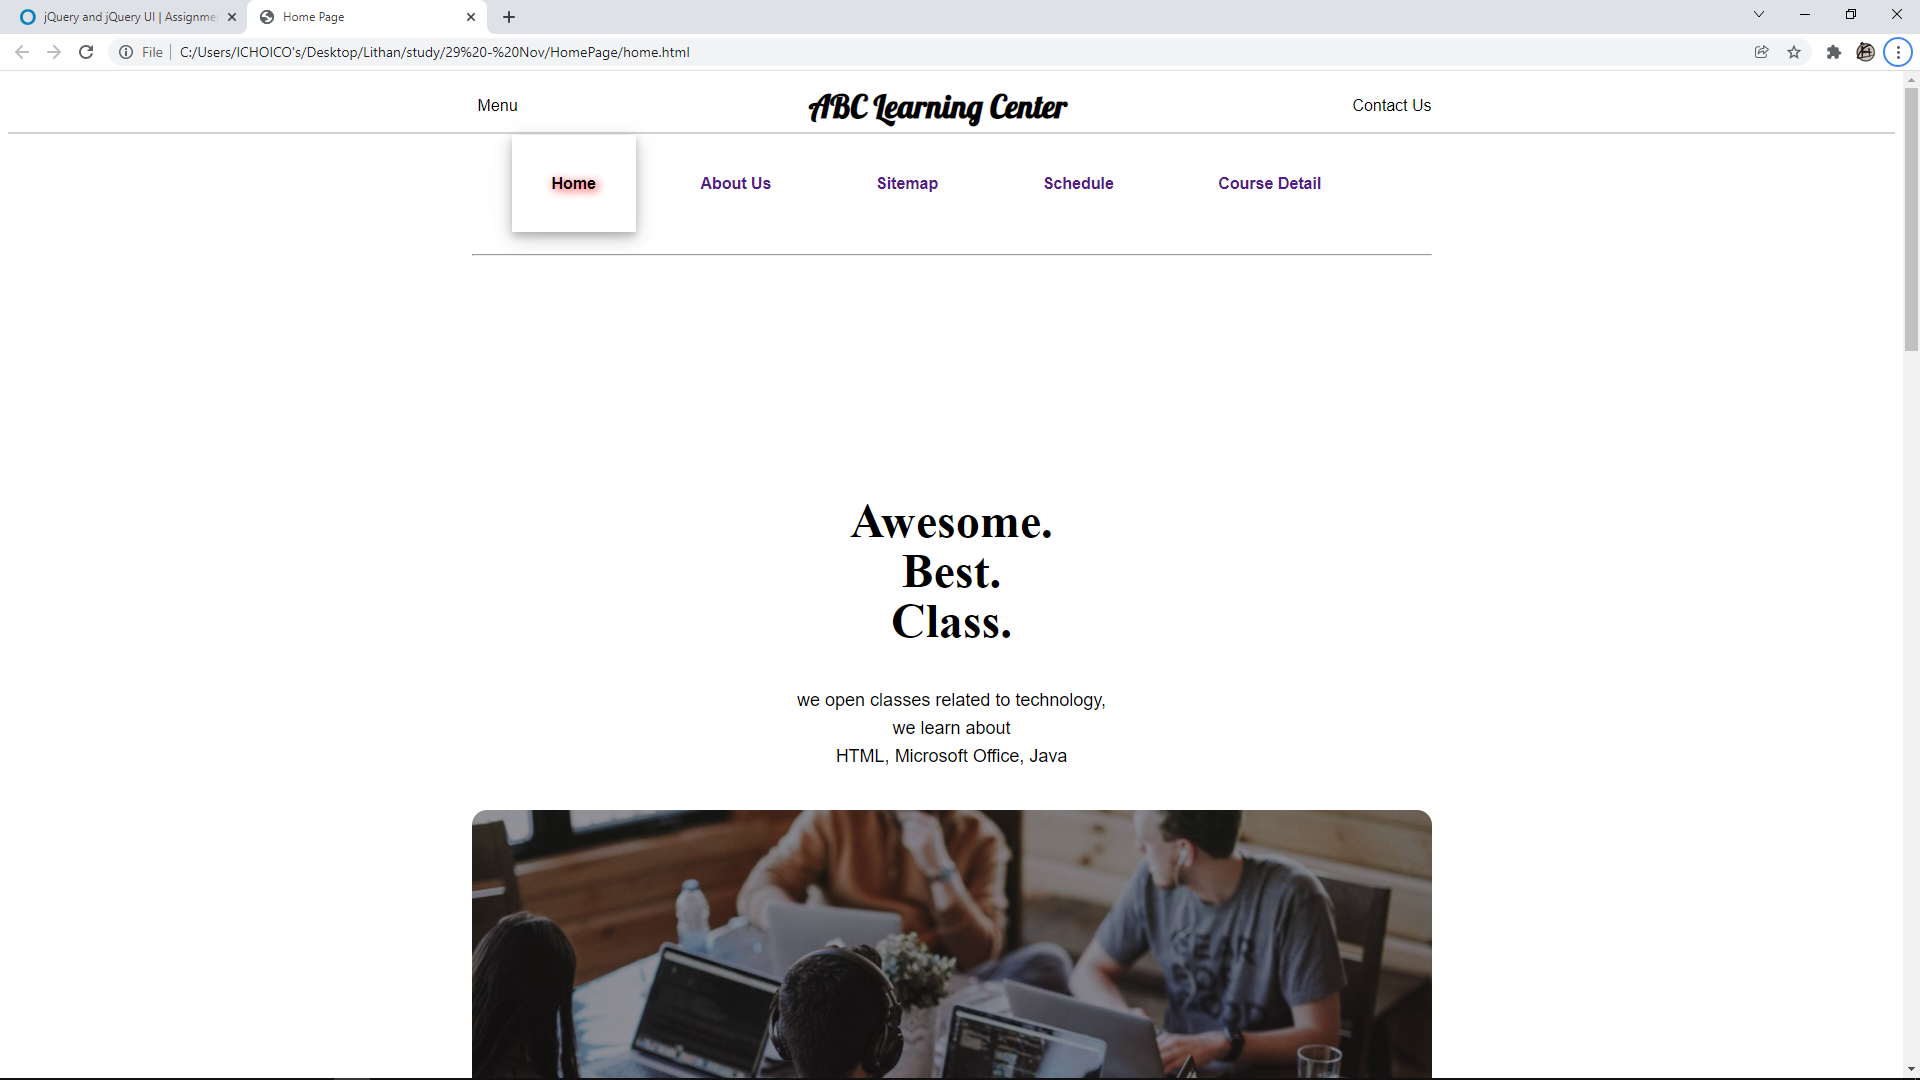 jQuery and jQuery UI | Assignme
Home Page
File
C:/Users/ICHOICO's/Desktop/Lithan/study/29%20-%20Nov/HomePage/home.html
Menu
ABC Learning Center
Contact Us
Home About Us Sitemap Schedule Course Detail
Awesome.
Best.
Class.
we open classes related to technology,
we learn about
HTML, Microsoft Office, Java